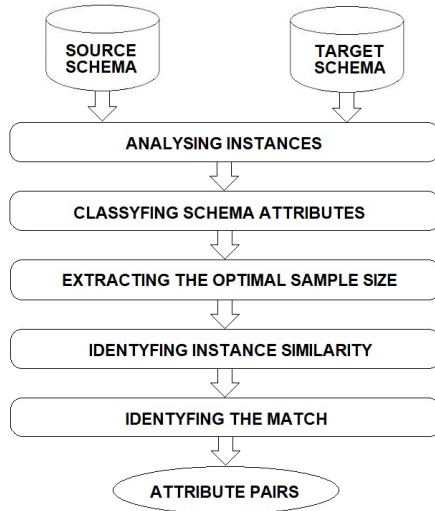 SOURCE
SCHEMA
TARGET
SCHEMA
ANALYSING INSTANCES
CLASSYFING SCHEMA ATTRIBUTES
EXTRACTING THE OPTIMAL SAMPLE SIZE
IDENTYFING INSTANCE SIMILARITY
IDENTYFING THE MATCH
ATTRIBUTE PAIRS